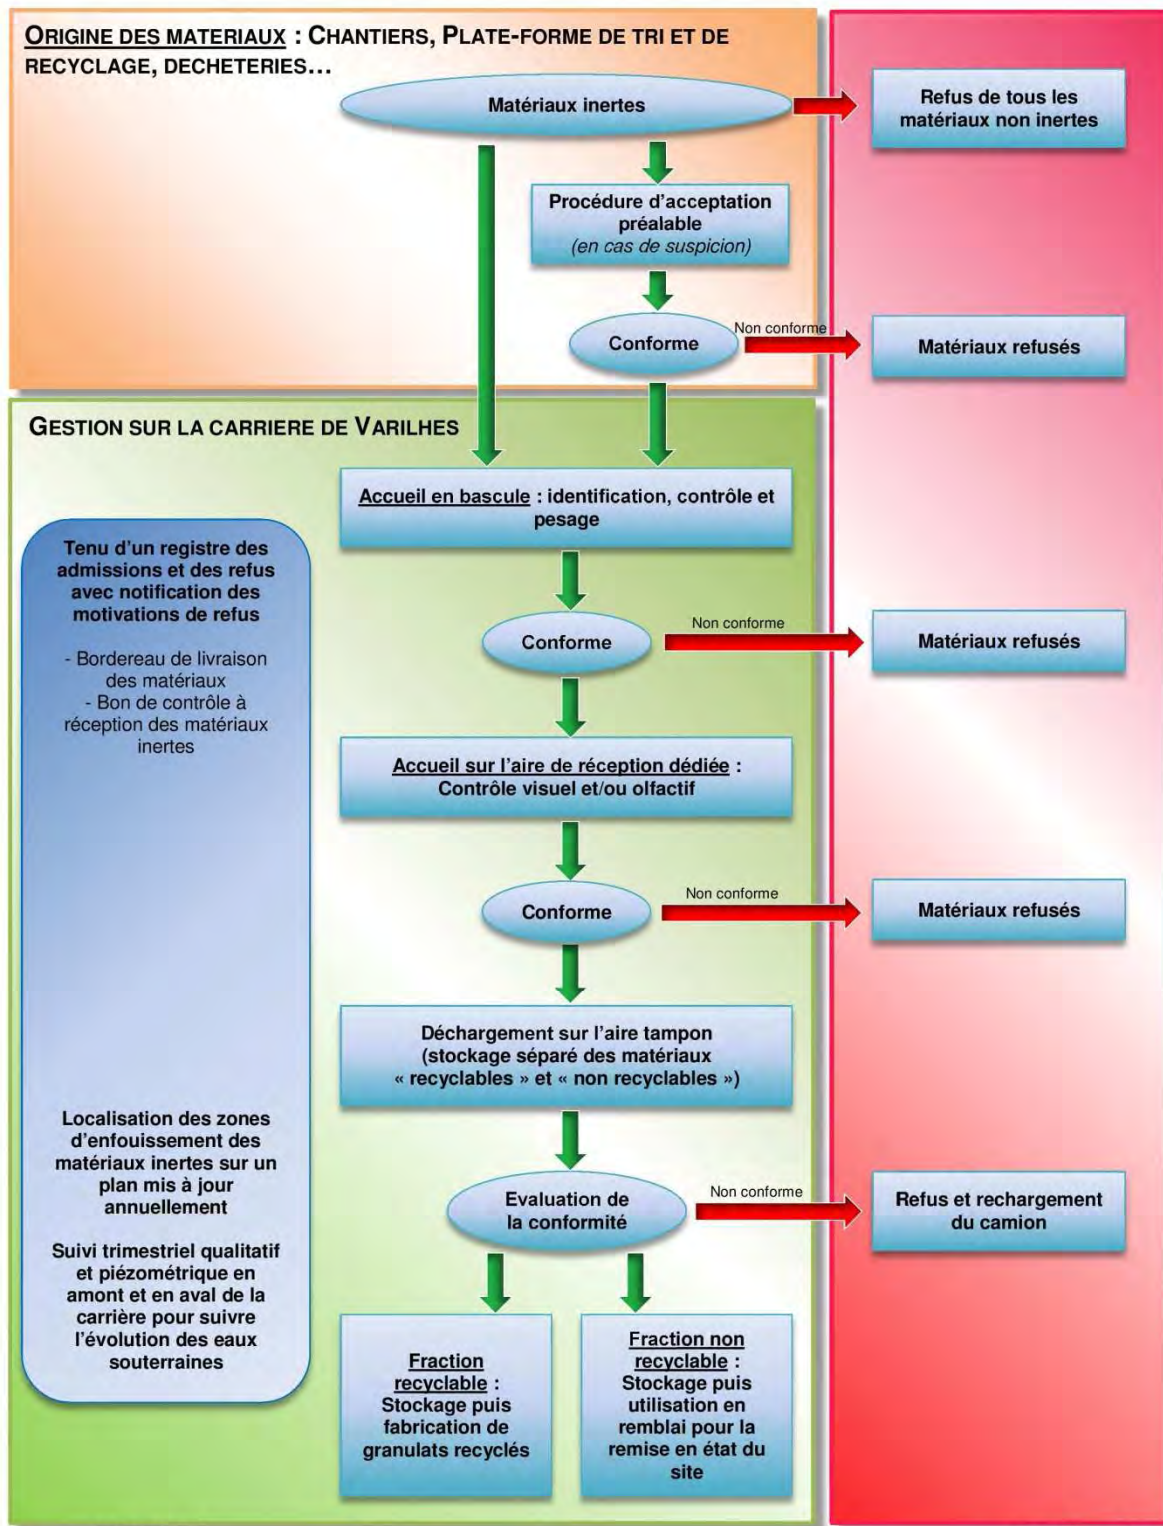 ORIGINE DES MATERIAUX : CHANTIERS, PLATE-FORME DE TRI ET DE
RECYCLAGE, DECHETERIES…
Matériaux inertes
Refus de tous les
matériaux non inertes
Procédure d'acceptation
préalable
(en cas de suspicion)
Conforme
Non conforme
Matériaux refusés
GESTION SUR LA CARRIERE DE VARILHES
Accueil en bascule : identification, contrôle et
pesage
Tenu d'un registre des
admissions et des refus
avec notification des
motivations de refus
- Bordereau de livraison
des matériaux
- Bon de contrôle à
réception des matériaux
inertes
Conforme
Non conforme
Matériaux refusés
Accueil sur l'aire de réception dédiée :
Contrôle visuel et/ou olfactif
Conforme
Non conforme
Matériaux refusés
Déchargement sur l'aire tampon
(stockage séparé des matériaux
« recyclables » et « non recyclables »)
Localisation des zones
d'enfouissement des
matériaux inertes sur un
plan mis à jour
annuellement
Suivi trimestriel qualitatif
et piézométrique en
amont et en aval de la
carrière pour suivre
l'évolution des eaux
souterraines
Evaluation de
la conformité
Non conforme
Refus et rechargement
du camion
Fraction
recyclable :
Stockage puis
fabrication de
granulats recyclés
Fraction non
recyclable :
Stockage puis
utilisation en
remblai pour la
remise en état du
site